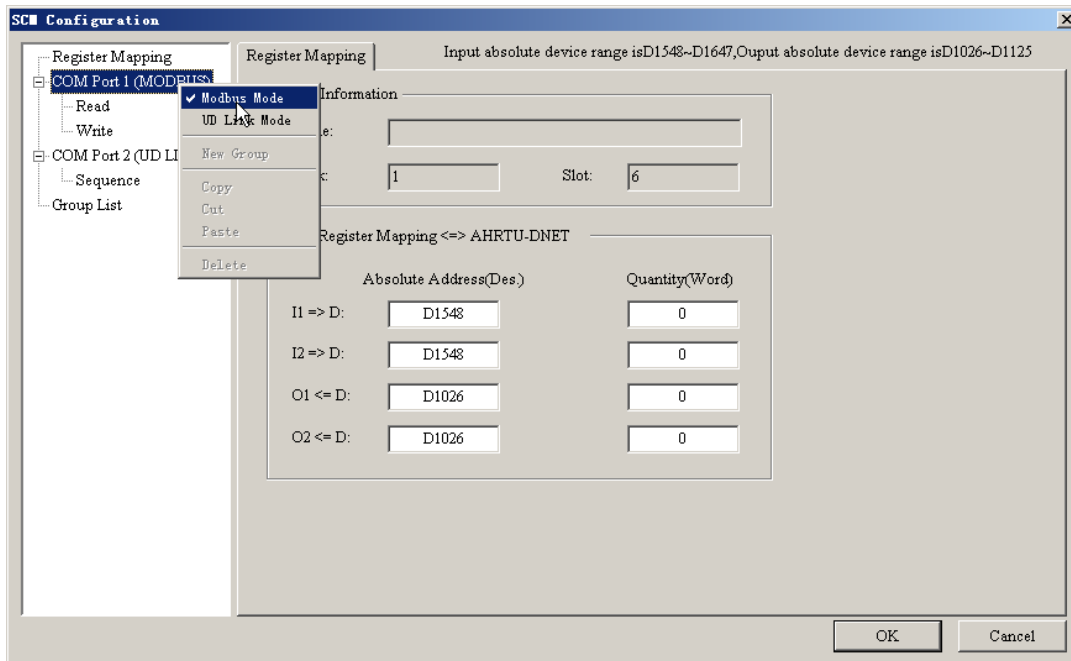 SCM Configuration
Register Mapping
COM Port 1 (MODBUS)
Read
Write
COM Port 2 (UD LI
Sequence
Group List
Modbus Mode
UD Link Mode
New Group
Copy
Cut
Paste
Delete
Register Mapping
Input absolute device range isD1548~D1647,Ouput absolute device range isD1026~D1125
Information
1
Slot: 6
Register Mapping <=> AHRTU-DNET
Absolute Address(Des.) Quantity(Word)
I1 => D: D1548 0
I2 => D: D1548 0
O1 <= D: D1026 0
O2 <= D: D1026 0
OK Cancel